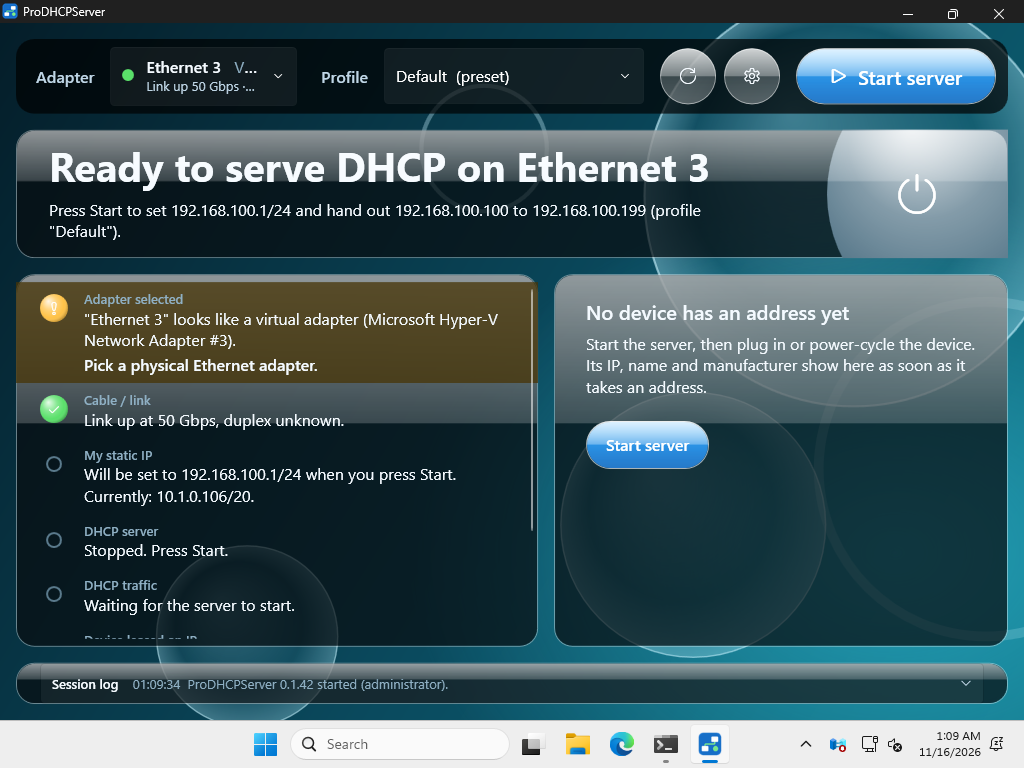 ProDHCPServer
Adapter
Ethernet 3 V...
Link up 50 Gbps ·...
Profile
Default (preset)
Start server
Ready to serve DHCP on Ethernet 3
Press Start to set 192.168.100.1/24 and hand out 192.168.100.100 to 192.168.100.199 (profile
"Default").
Adapter selected
"Ethernet 3" looks like a virtual adapter (Microsoft Hyper-V
Network Adapter #3).
Pick a physical Ethernet adapter.
Cable / link
Link up at 50 Gbps, duplex unknown.
My static IP
Will be set to 192.168.100.1/24 when you press Start.
Currently: 10.1.0.106/20.
DHCP server
Stopped. Press Start.
DHCP traffic
Waiting for the server to start.
No device has an address yet
Start the server, then plug in or power-cycle the device.
Its IP, name and manufacturer show here as soon as it
takes an address.
Start server
Session log 01:09:34 ProDHCPServer 0.1.42 started (administrator).
Search
1:09 AM
11/16/2026